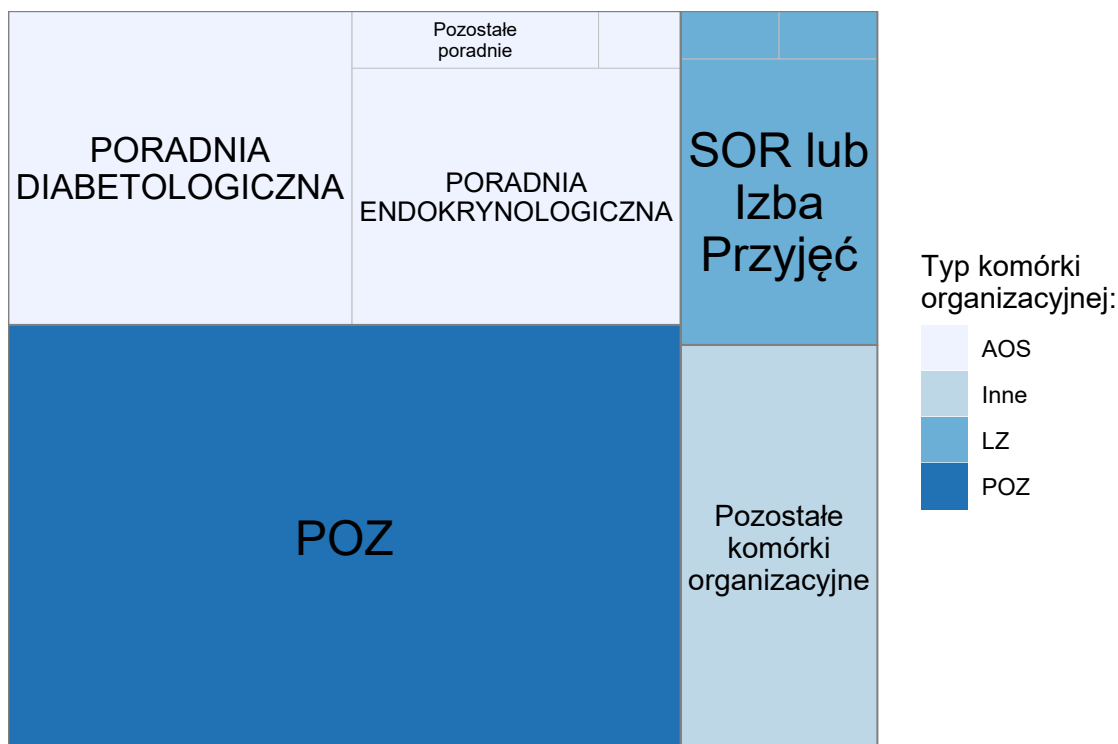 Pozostałe
poradnie
PORADNIA
DIABETOLOGICZNA
PORADNIA
ENDOKRYNOLOGICZNA
SOR lub
Izba
Przyjęć
POZ
Pozostałe
komórki
organizacyjne
Typ komórki
organizacyjnej:
AOS
Inne
LZ
POZ